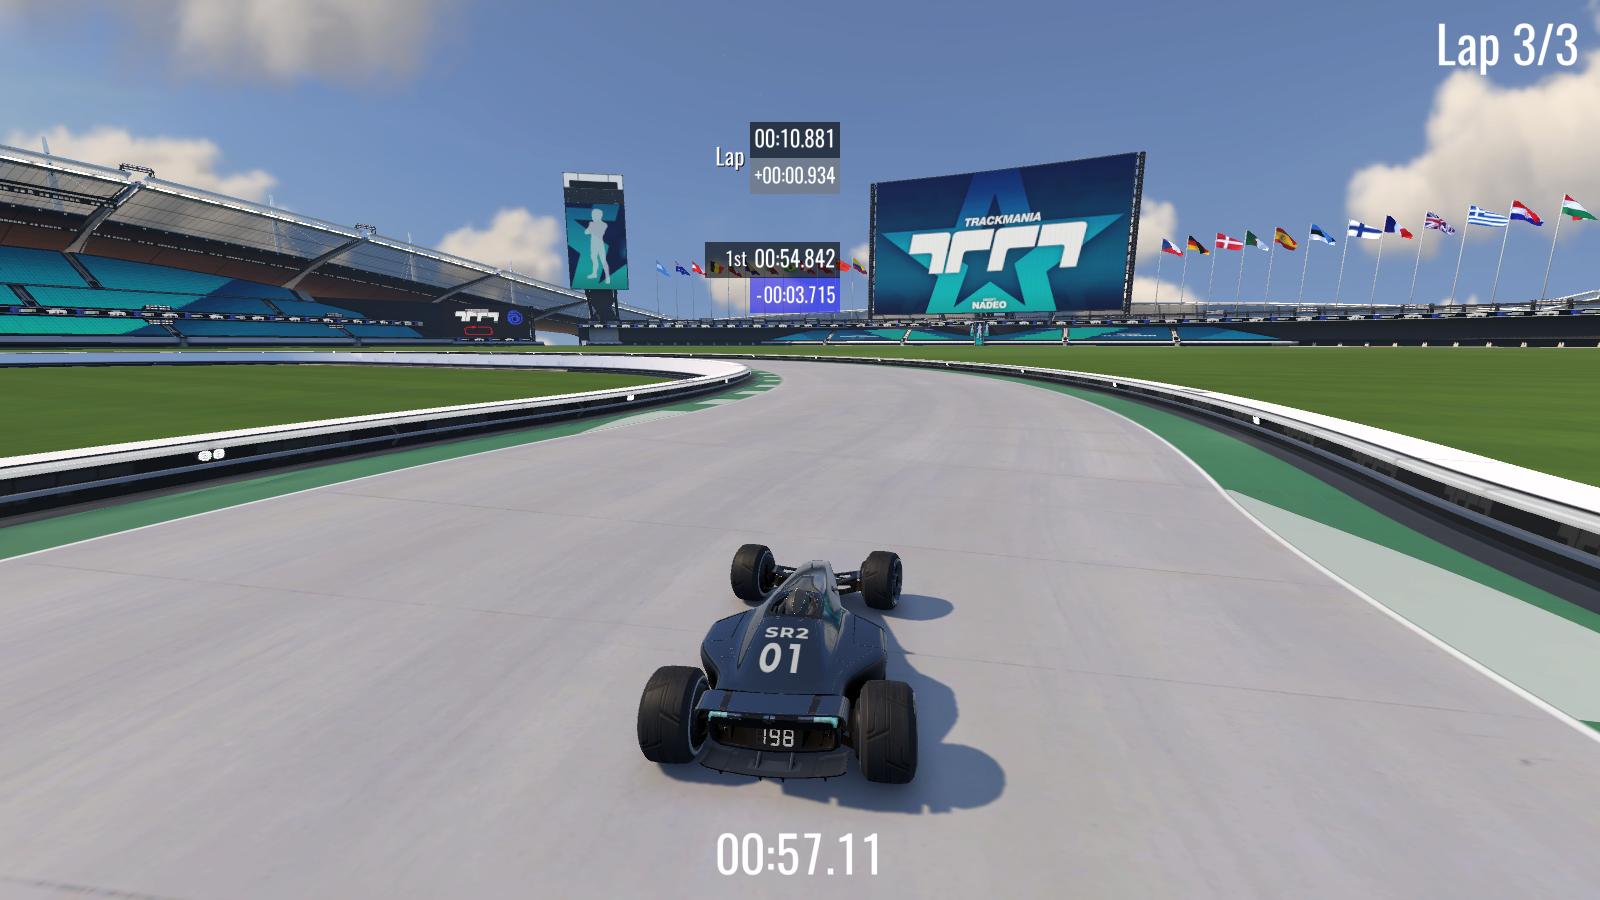 Lap 3/3
00:10.881
Lap
+00:00.934
1st 00:54.842
-00:03.715
TRACKMANIA
NADEO
SR2
01
198
00:57.11